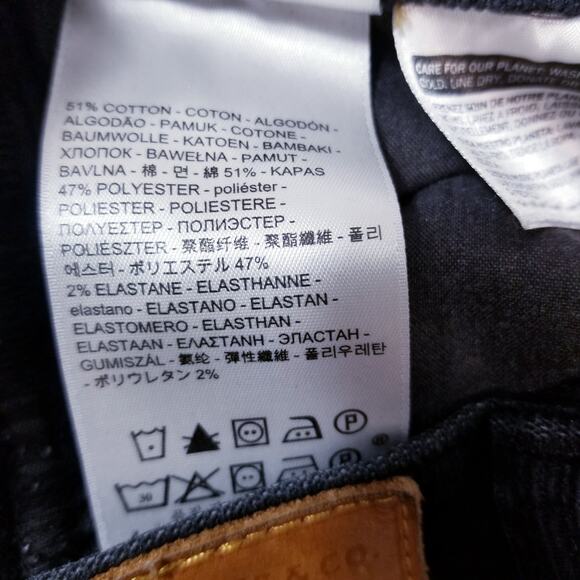 51% COTTON - COTON - ALGODÓN -
ALGODÃO - PAMUK - COTONE -
BAUMWOLLE - KATOEN - BAMBAKI -
ХЛОПОК - BAWEŁNA - PAMUT -
BAVLNA - 棉 - 면 - 綿 51% - KAPAS
47% POLYESTER - poliéster -
POLIESTER - POLIESTERE -
ΠΟΛΥΕΣΤΕΡ - ПОЛИЭСТЕР -
POLIÉSZTER - 聚酯纤维 - 聚酯纖維 - 폴리
에스터 - ポリエステル 47%
2% ELASTANE - ELASTHANNE -
elastano - ELASTANO - ELASTAN -
ELASTOMERO - ELASTHAN -
ELASTAAN - ΕΛΑΣΤΑΝΗ - ЭЛАСТАН -
GUMISZÁL - 氨纶 - 彈性纖維 - 폴리우레탄
- ポリウレタン 2%
P
30
CARE FOR OUR PLANET: WASH
COLD, LINE DRY, DONATE
& CO.